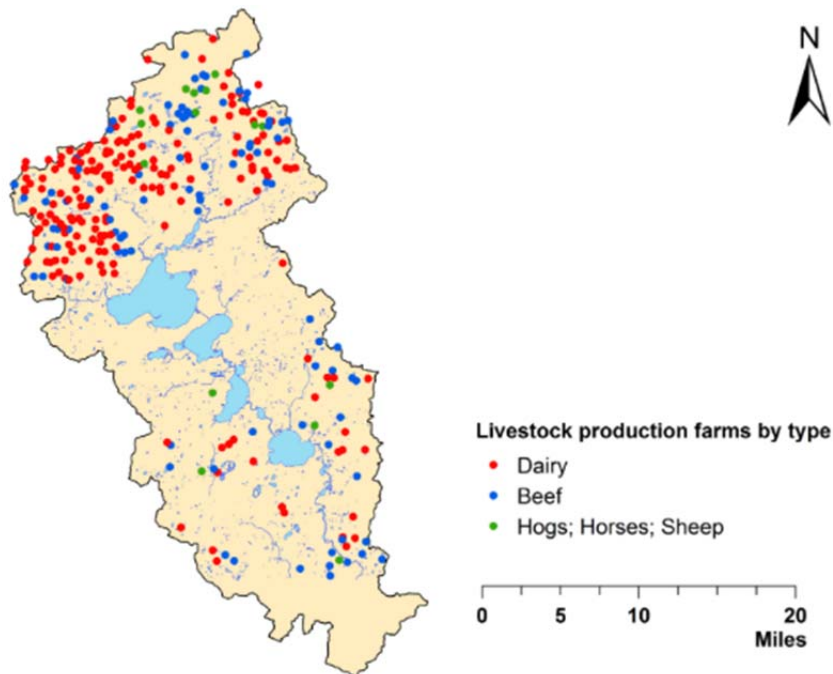 N
Livestock production farms by type
Dairy
Beef
Hogs; Horses; Sheep
0 5 10 20
Miles